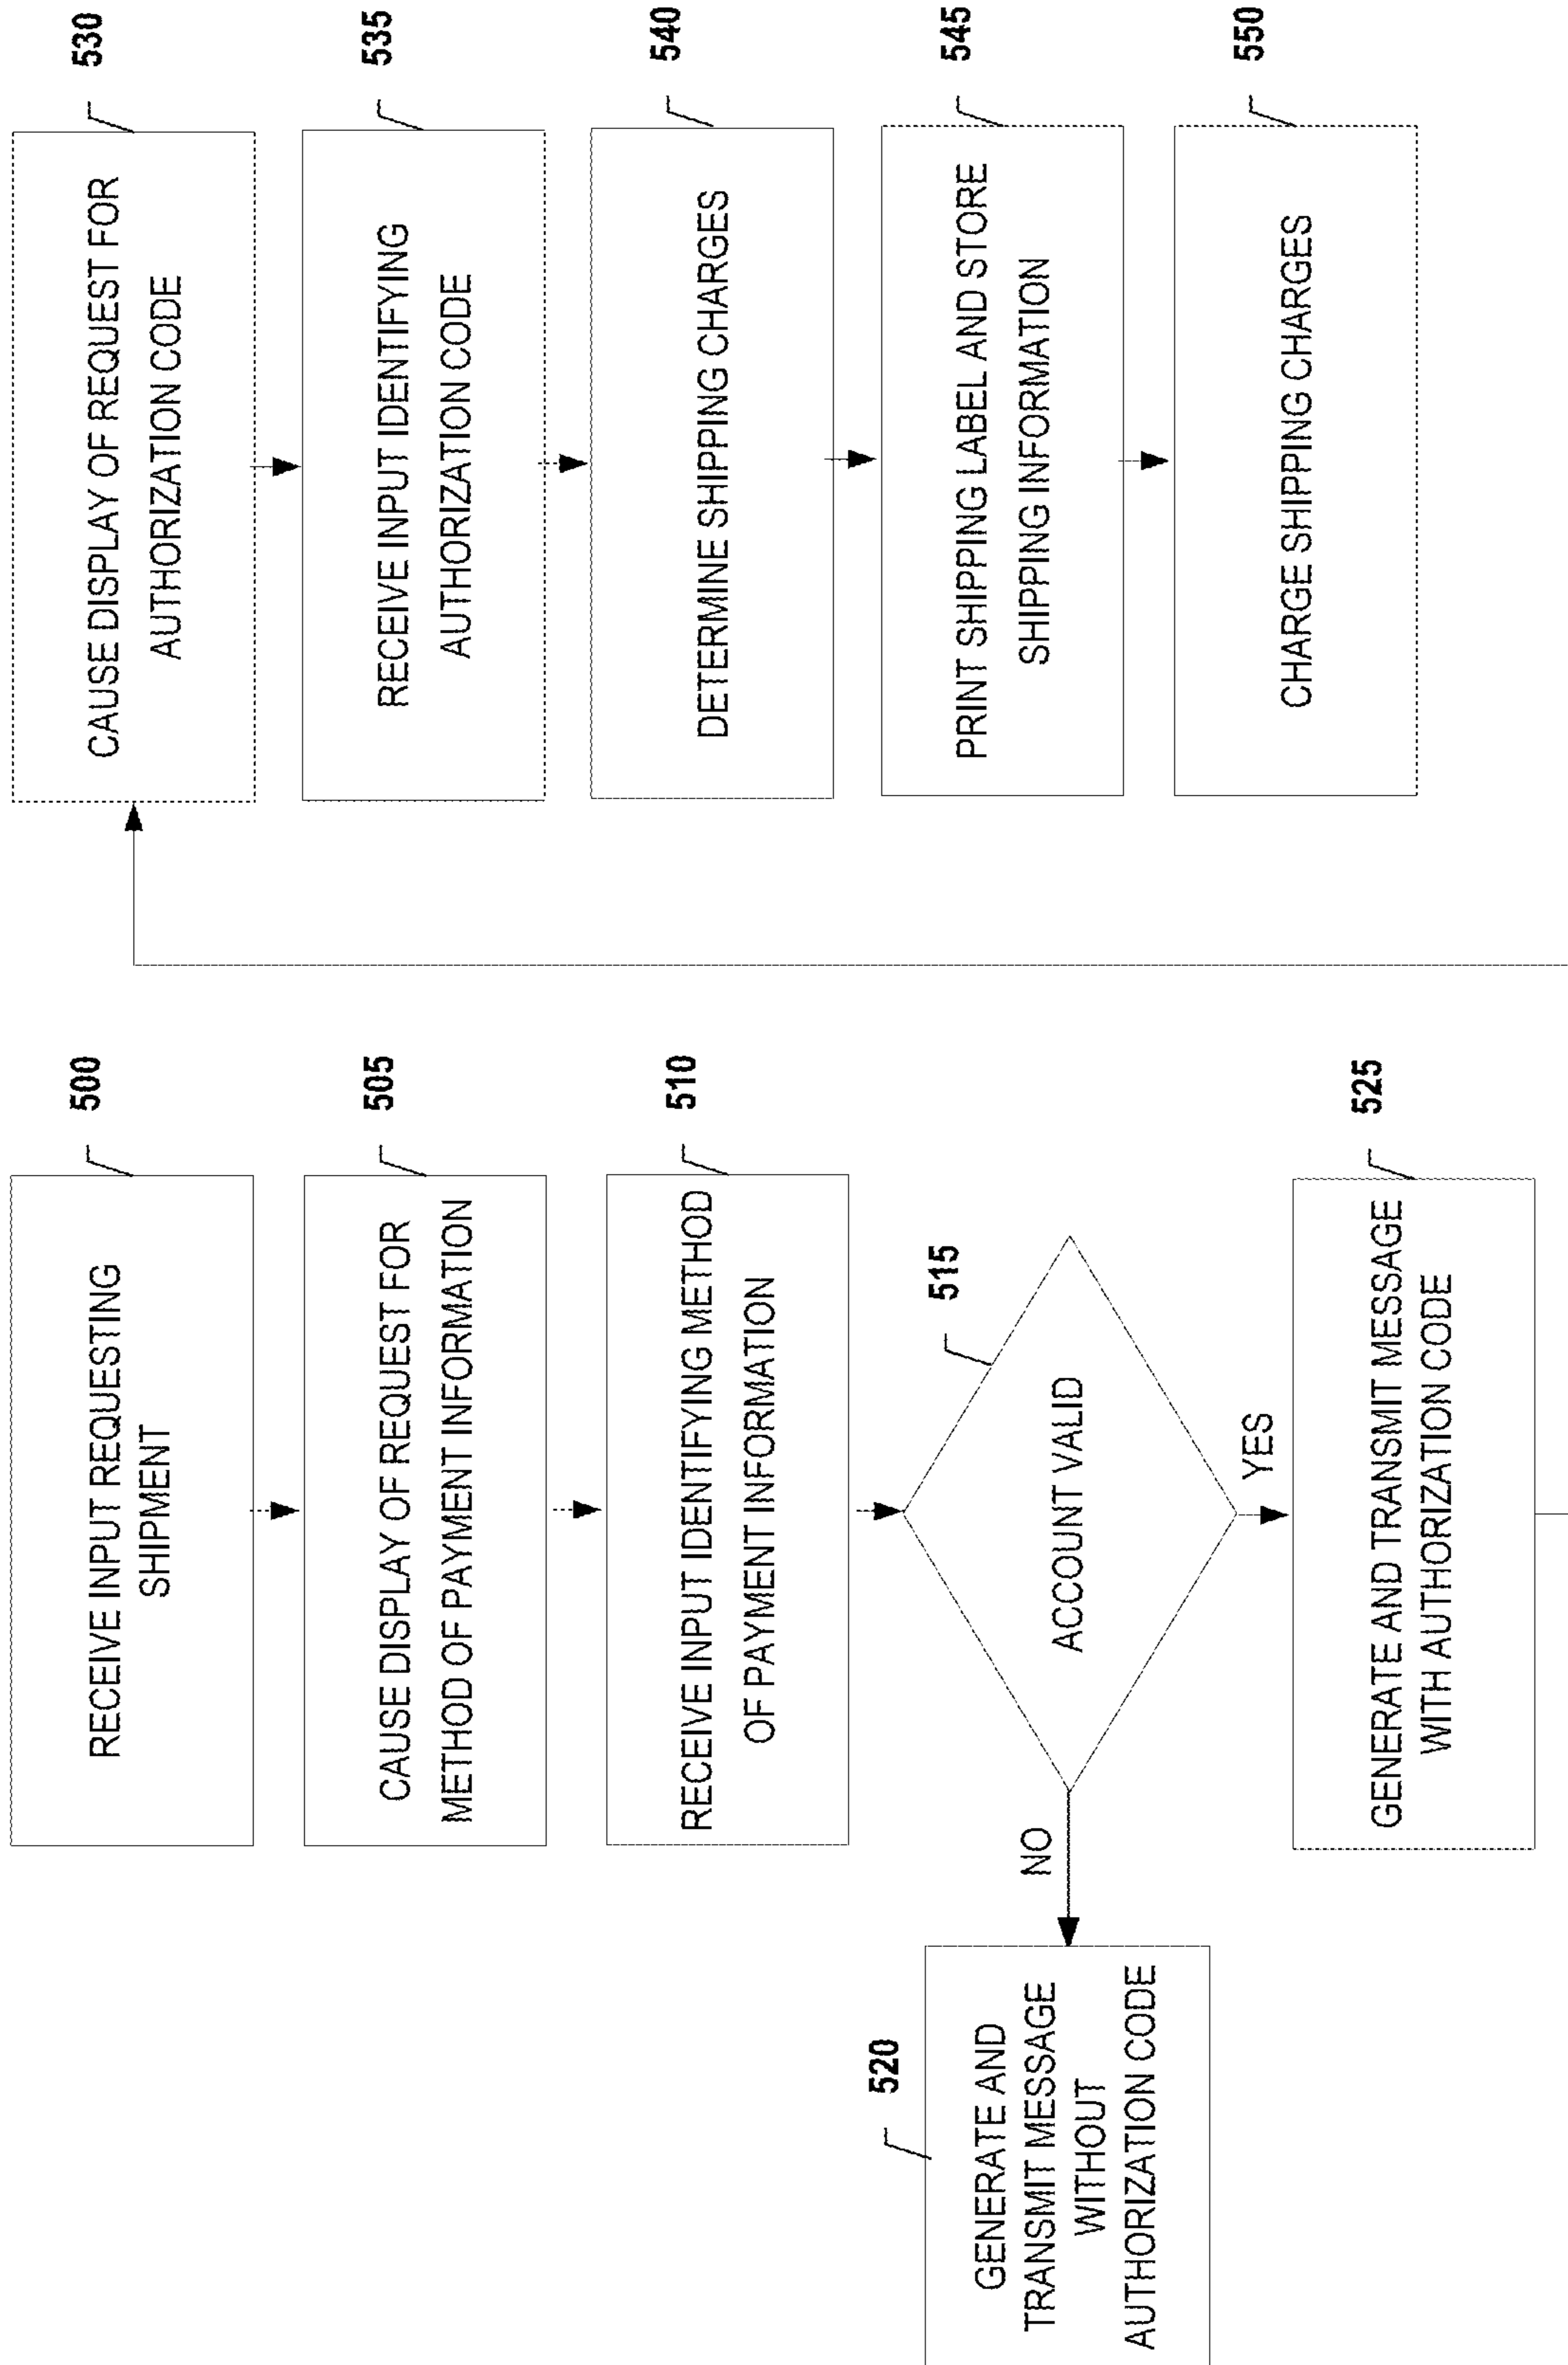 500
RECEIVE INPUT REQUESTING
SHIPMENT
505
CAUSE DISPLAY OF REQUEST FOR
METHOD OF PAYMENT INFORMATION
510
RECEIVE INPUT IDENTIFYING METHOD
OF PAYMENT INFORMATION
515
ACCOUNT VALID
NO
YES
520
GENERATE AND
TRANSMIT MESSAGE
WITHOUT
AUTHORIZATION CODE
525
GENERATE AND TRANSMIT MESSAGE
WITH AUTHORIZATION CODE
530
CAUSE DISPLAY OF REQUEST FOR
AUTHORIZATION CODE
535
RECEIVE INPUT IDENTIFYING
AUTHORIZATION CODE
540
DETERMINE SHIPPING CHARGES
545
PRINT SHIPPING LABEL AND STORE
SHIPPING INFORMATION
550
CHARGE SHIPPING CHARGES